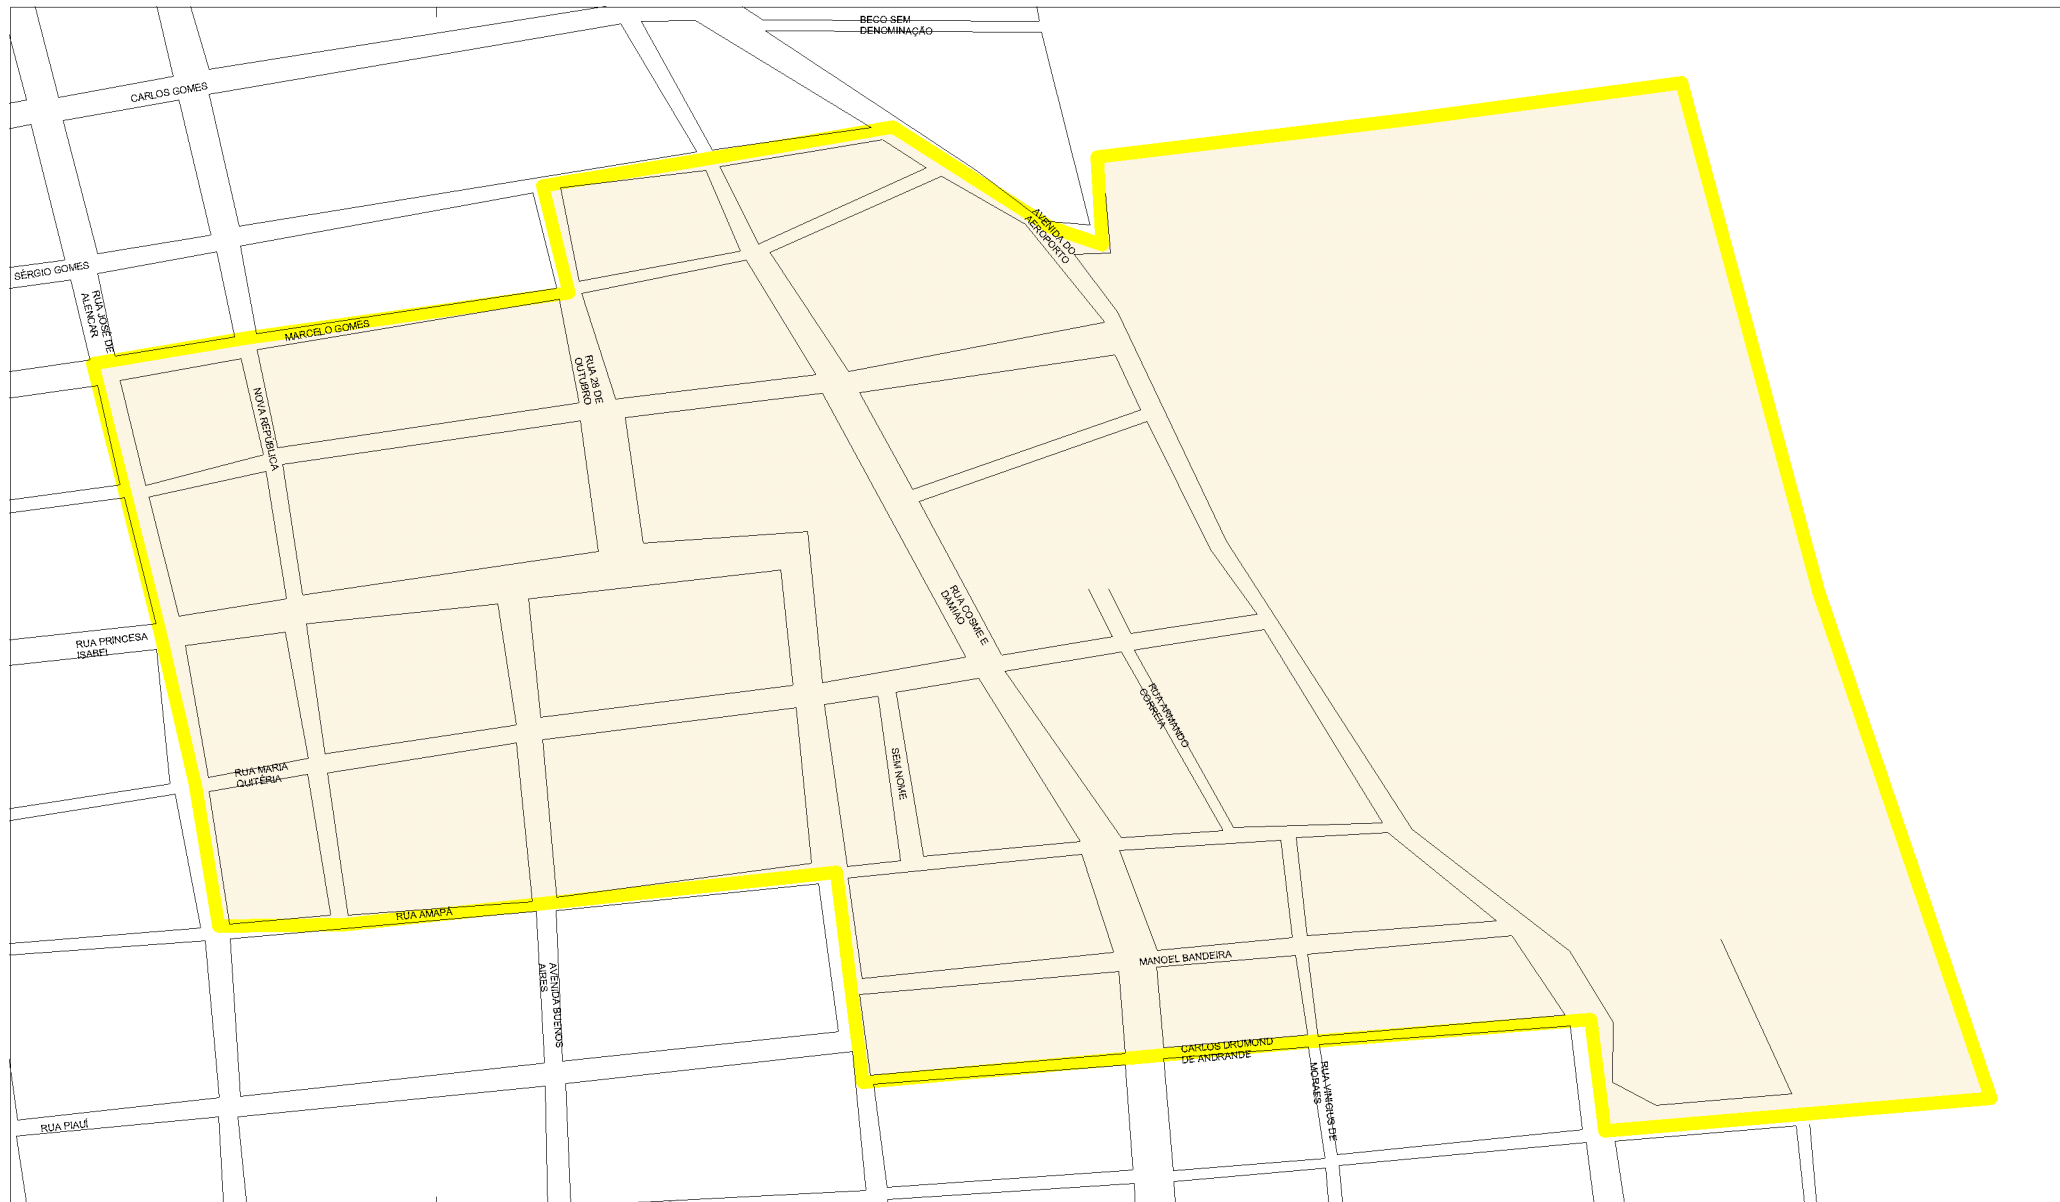 BECO SEM
DENOMINAÇÃO
CARLOS GOMES
AVENIDA DO
AEROPORTO
SÉRGIO GOMES
RUA JOSÉ DE
ALENCAR
MARCELO GOMES
RUA 28 DE
OUTUBRO
NOVA REPÚBLICA
RUA COSME E
DAMIÃO
RUA PRINCESA
ISABEL
RUA ARMANDO
CORREIA
SEM NOME
RUA MARIA
QUITÉRIA
RUA AMAPÁ
MANOEL BANDEIRA
AVENIDA BUENOS
AIRES
CARLOS DRUMOND
DE ANDRANDE
RUA VINICIUS DE
MORAES
RUA PIAUÍ